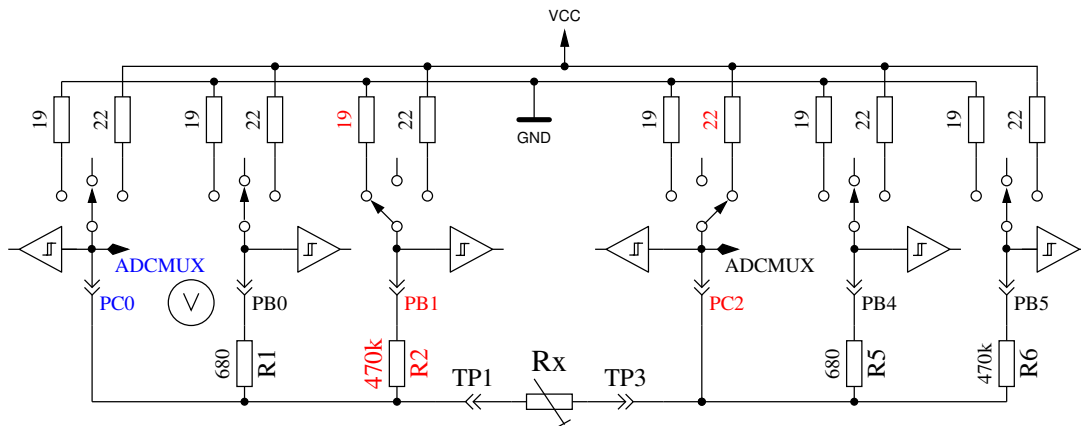 VCC
19
22
19
22
19
22
GND
19
22
19
22
19
22
ADCMUX
ADCMUX
PC0
V
PB0
PB1
PC2
PB4
PB5
680
R1
470k
R2
680
R5
470k
R6
TP1
Rx
TP3